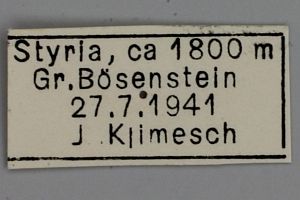 Styria, ca 1800 m
Gr. Bösenstein
27.7.1941
J. Klimesch